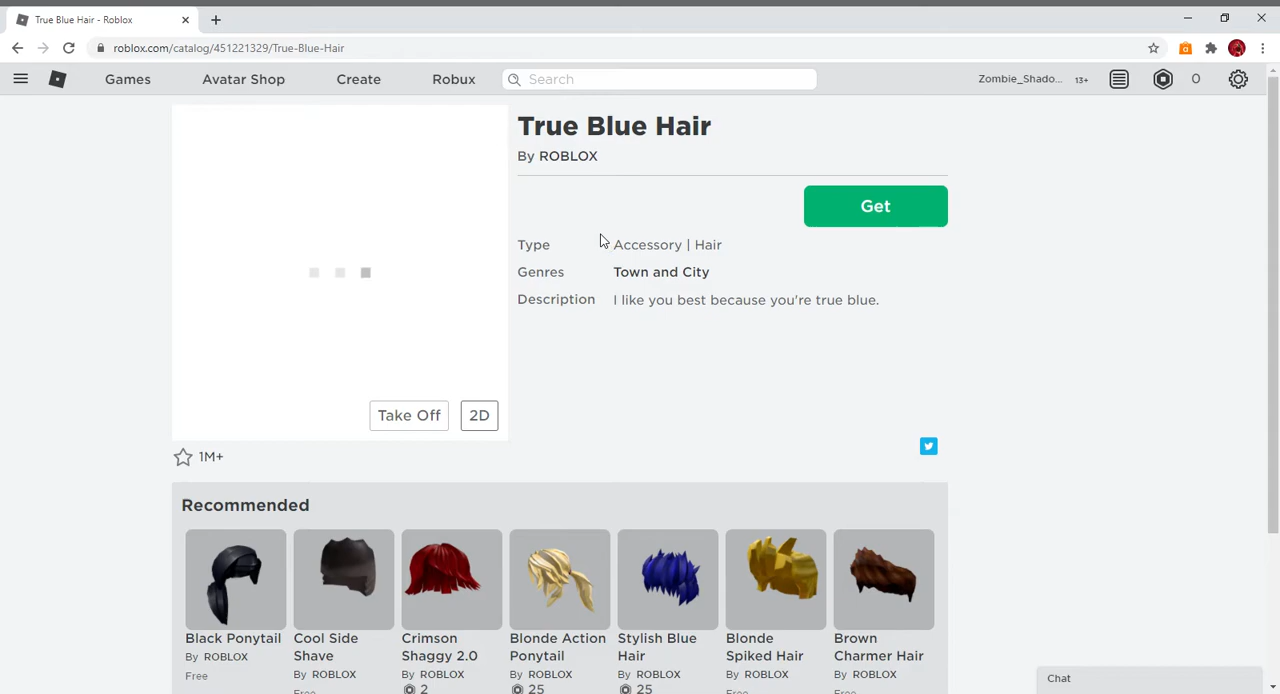 True Blue Hair - Roblox
roblox.com/catalog/451221329/True-Blue-Hair
Games Avatar Shop Create Robux Search Zombie_Shado... 13+ 0
True Blue Hair
By ROBLOX
Get
Type Accessory | Hair
Genres Town and City
Description I like you best because you're true blue.
Take Off 2D
1M+
Recommended
Black Ponytail
By ROBLOX
Free
Cool Side
Shave
By ROBLOX
Free
Crimson
Shaggy 2.0
By ROBLOX
2
Blonde Action
Ponytail
By ROBLOX
25
Stylish Blue
Hair
By ROBLOX
25
Blonde
Spiked Hair
By ROBLOX
Free
Brown
Charmer Hair
By ROBLOX
Free
Chat